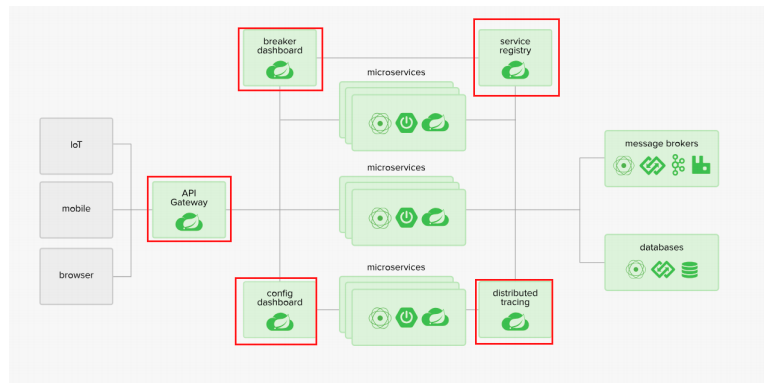 breaker
dashboard
service
registry
microservices
IoT
message brokers
microservices
API
Gateway
mobile
databases
microservices
browser
config
dashboard
distributed
tracing